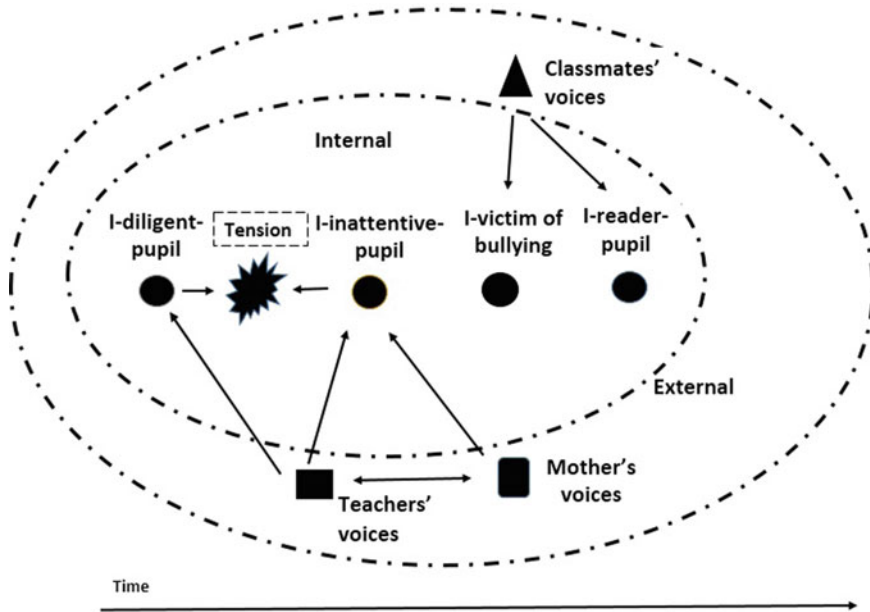 Classmates’
voices
Internal
I-diligent-
pupil
Tension
I-inattentive-
pupil
I-victim of
bullying
I-reader-
pupil
External
Teachers’
voices
Mother’s
voices
Time